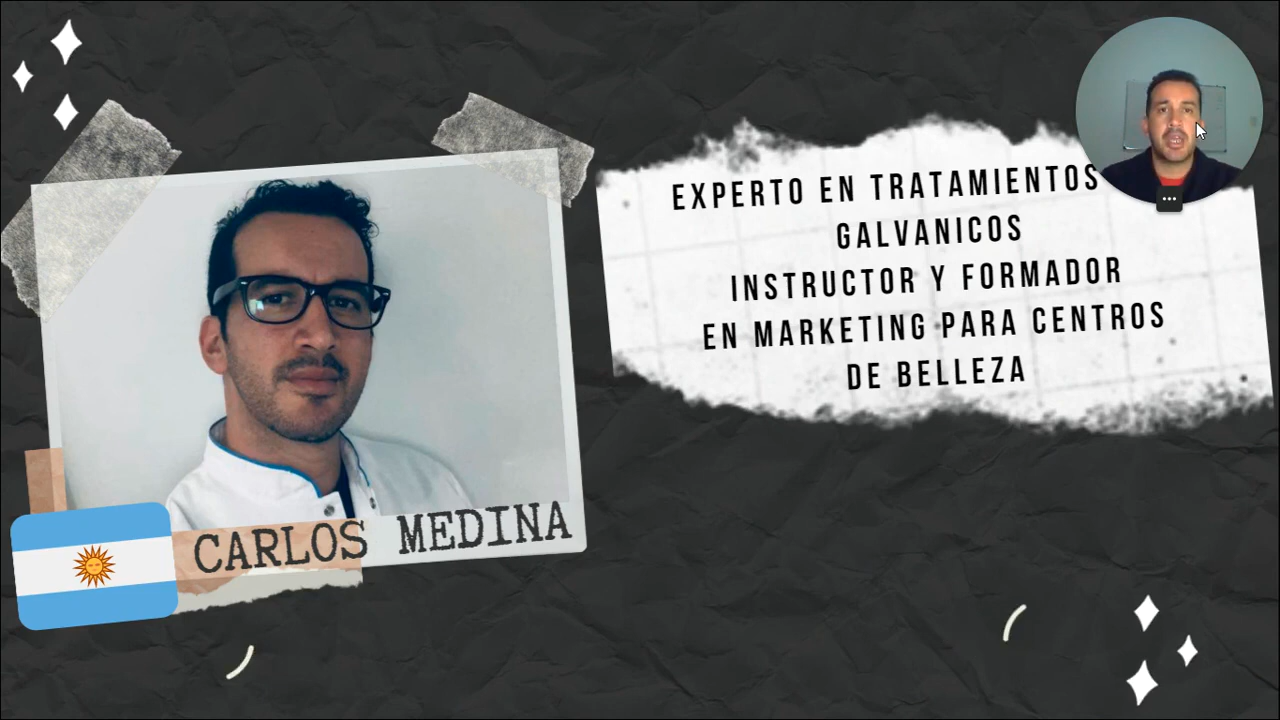 EXPERTO EN TRATAMIENTOS
GALVANICOS
INSTRUCTOR Y FORMADOR
EN MARKETING PARA CENTROS
DE BELLEZA
CARLOS MEDINA